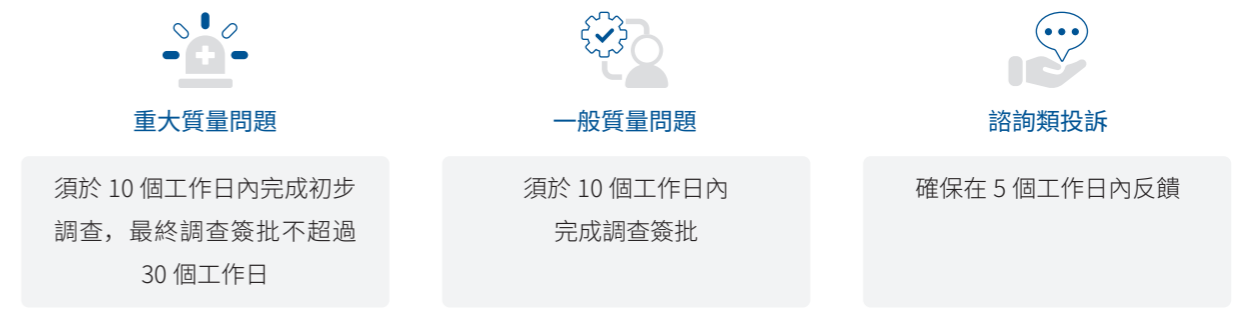 重大質量問題
須於 10 個工作日內完成初步
調查，最終調查簽批不超過
30 個工作日
一般質量問題
須於 10 個工作日內
完成調查簽批
諮詢類投訴
確保在 5 個工作日內反饋